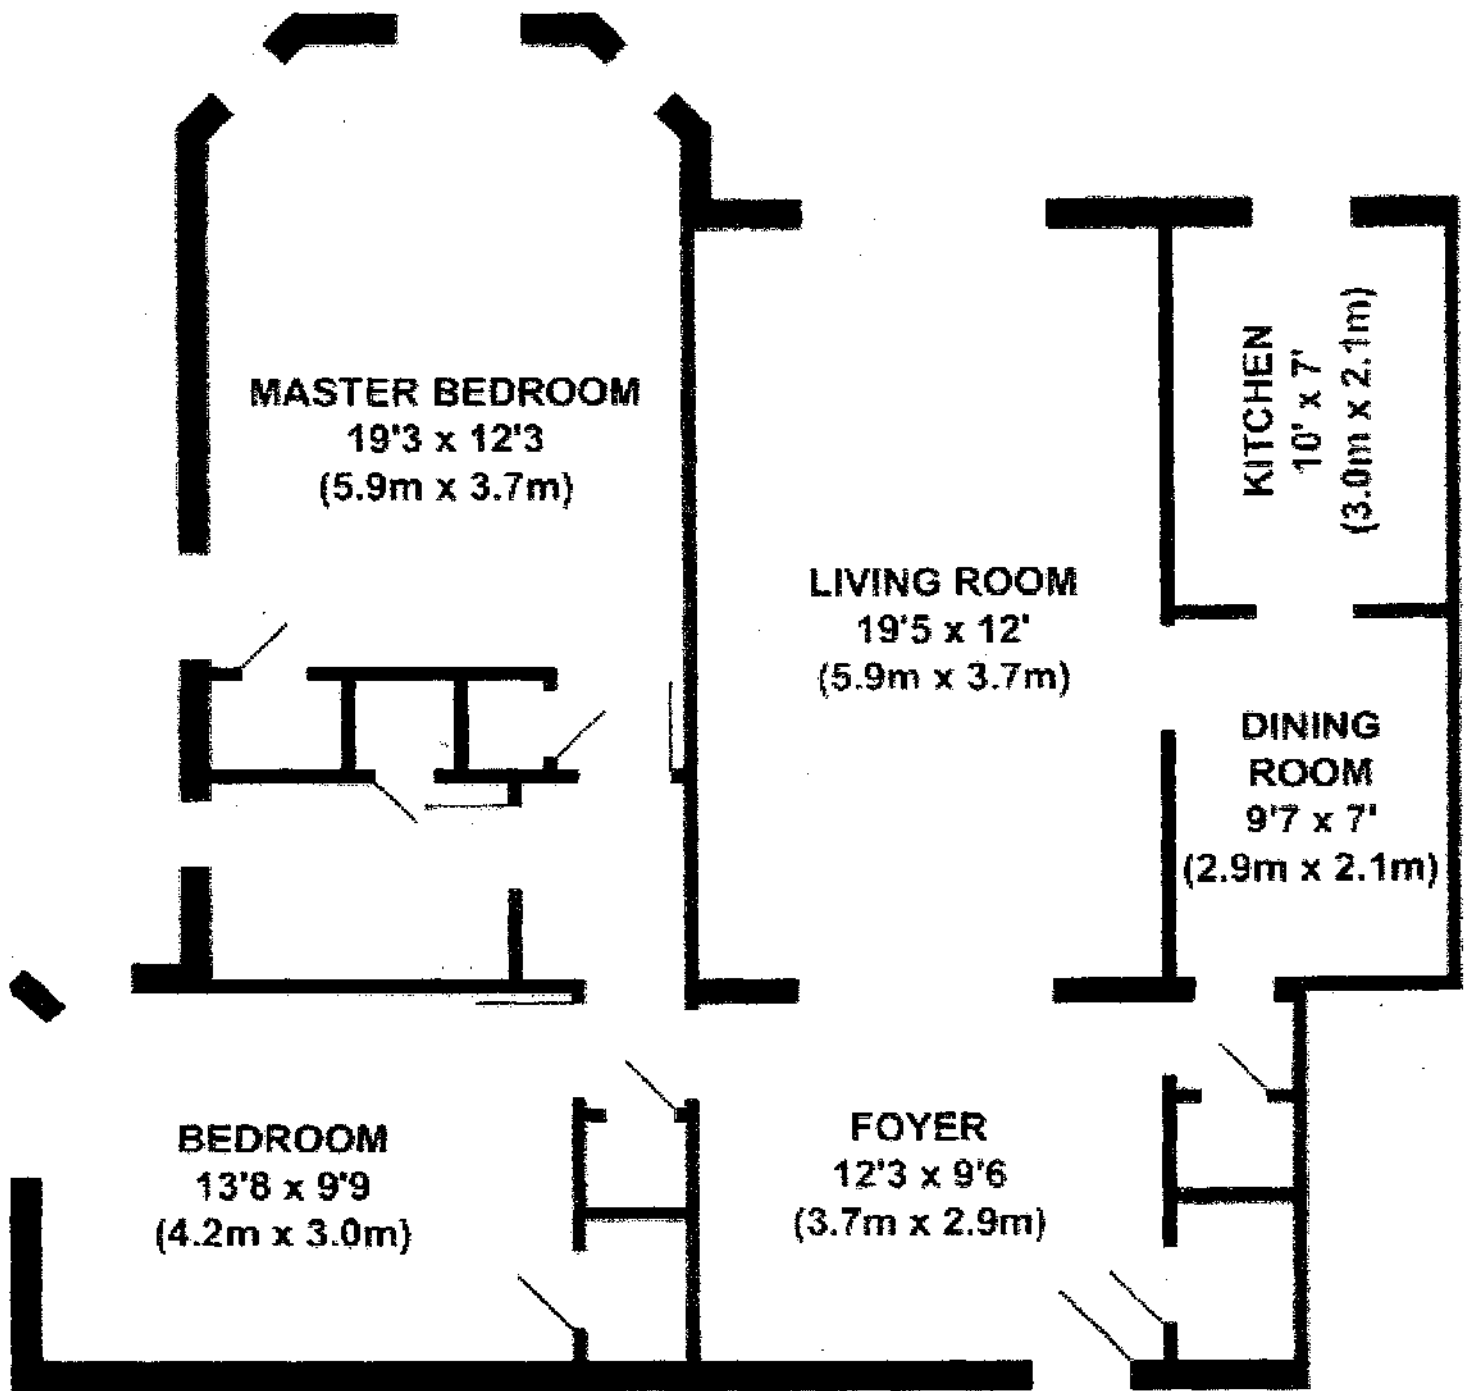 MASTER BEDROOM
19'3 x 12'3
(5.9m x 3.7m)
KITCHEN
10' x 7'
(3.0m x 2.1m)
LIVING ROOM
19'5 x 12'
(5.9m x 3.7m)
DINING
ROOM
9'7 x 7'
(2.9m x 2.1m)
BEDROOM
13'8 x 9'9
(4.2m x 3.0m)
FOYER
12'3 x 9'6
(3.7m x 2.9m)